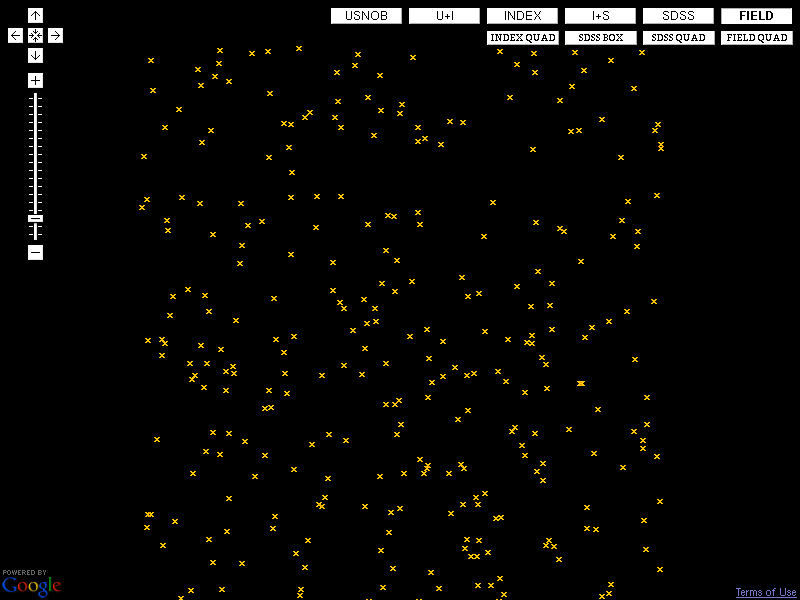 USNOB U+I INDEX I+S SDSS FIELD
INDEX QUAD SDSS BOX SDSS QUAD FIELD QUAD
POWERED BY
Google
Terms of Use